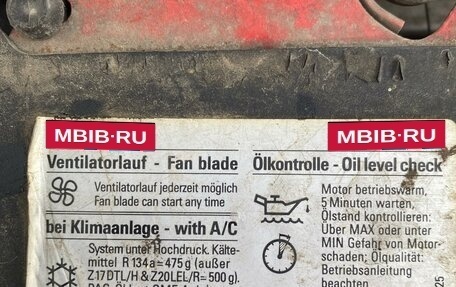 MBIB.RU
MBIB.RU
Ventilatorlauf - Fan blade
Ventilatorlauf jederzeit möglich
Fan blade can start any time
bei Klimaanlage - with A/C
System unter Hochdruck. Kälte-
mittel R 134a = 475 g (außer
Z17DTL/H & Z20LEL/R= 500 g).
Ölkontrolle - Oil level check
Motor betriebswarm,
5 Minuten warten,
Ölstand kontrollieren:
Über MAX oder unter
MIN Gefahr von Motor-
schaden; Ölqualität:
Betriebsanleitung
beachten
25